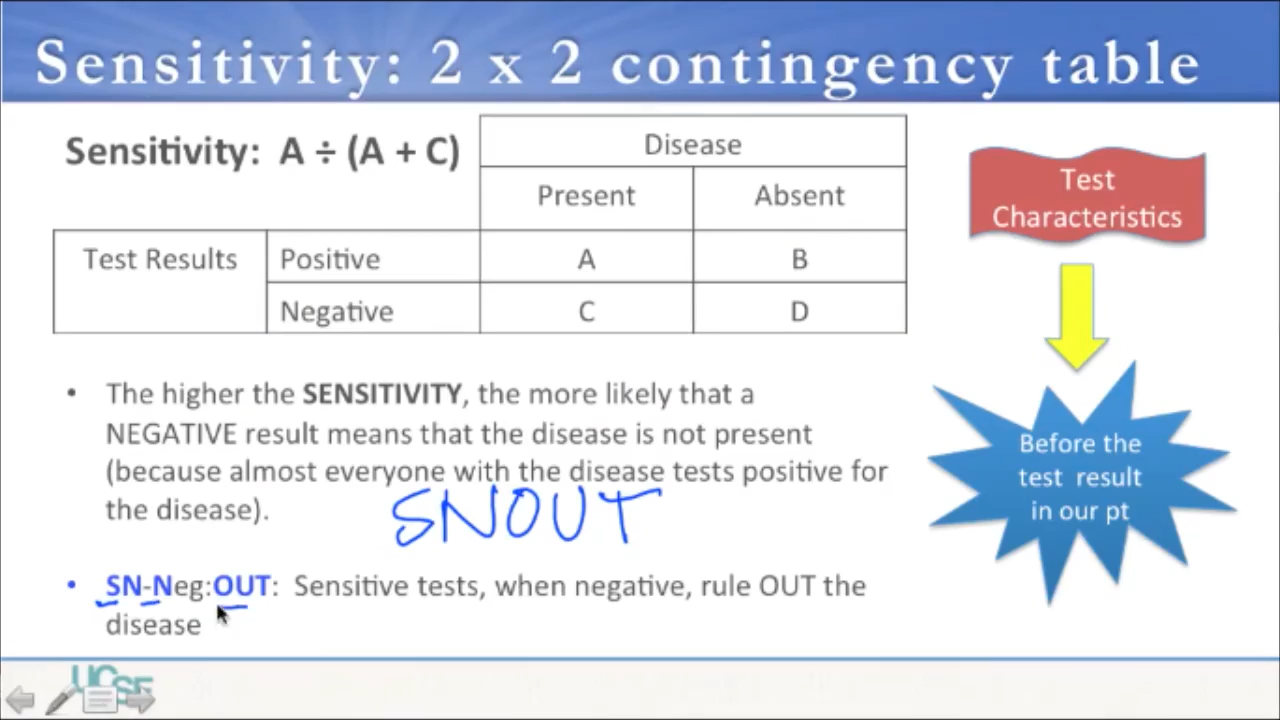 Sensitivity: 2 x 2 contingency table
Sensitivity: A ÷ (A + C)
Disease
Present Absent
Test Results Positive A B
Negative C D
Test
Characteristics
• The higher the SENSITIVITY, the more likely that a
NEGATIVE result means that the disease is not present
(because almost everyone with the disease tests positive for
the disease).
SNOUT
• SN-Neg:OUT: Sensitive tests, when negative, rule OUT the
disease
Before the
test result
in our pt
UCSF